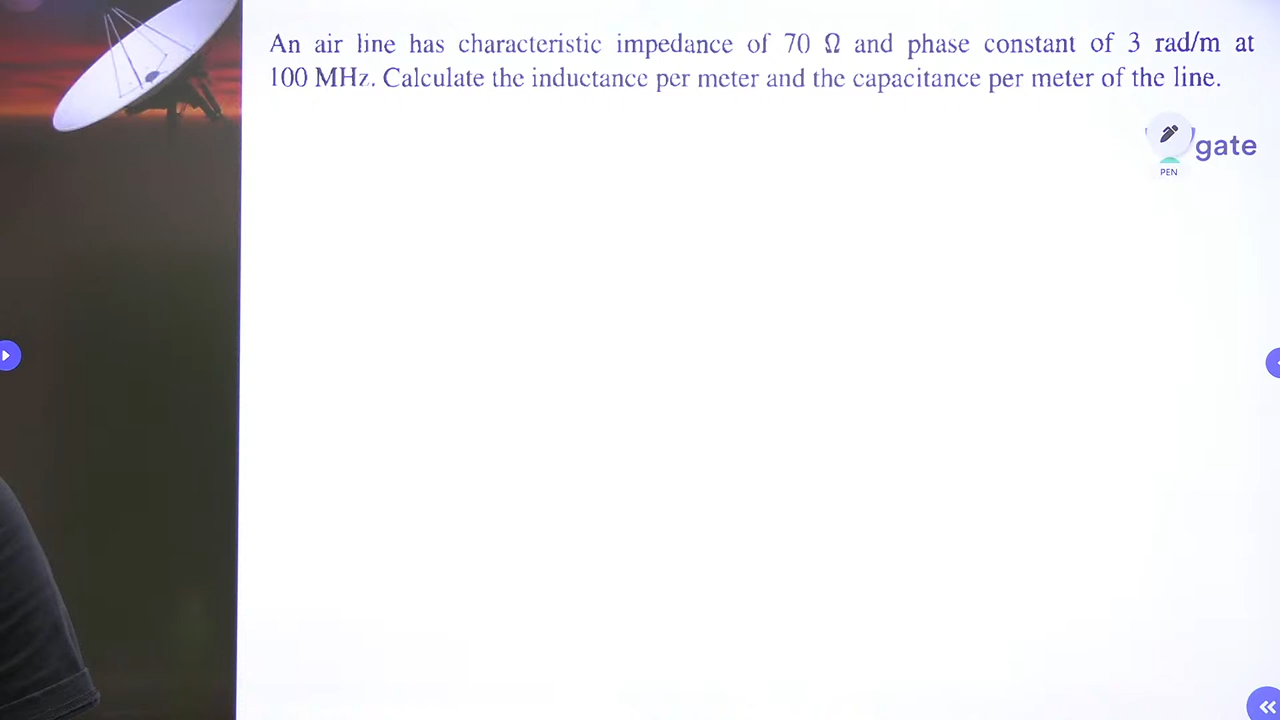 An air line has characteristic impedance of 70 Ω and phase constant of 3 rad/m at
100 MHz. Calculate the inductance per meter and the capacitance per meter of the line.
gate
PEN